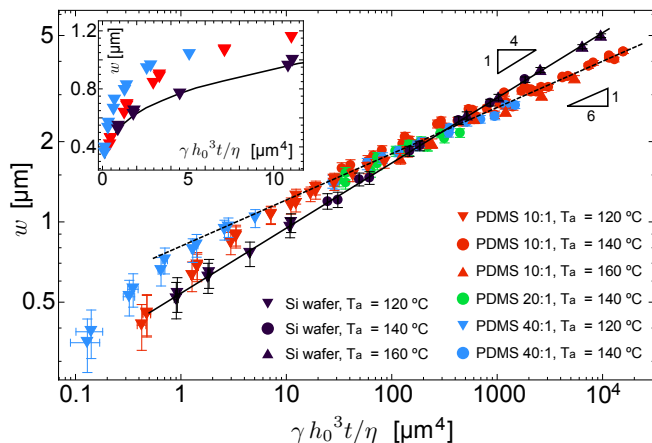 5
2
1
0.5
w [μm]
0.1
1
10
100
1000
10⁴
γ h₀³t/η [μm⁴]
1.2
0.8
0.4
w [μm]
0
5
10
γ h₀³t/η [μm⁴]
4
1
1
6
Si wafer, Ta = 120 ºC
Si wafer, Ta = 140 ºC
Si wafer, Ta = 160 ºC
PDMS 10:1, Ta = 120 ºC
PDMS 10:1, Ta = 140 ºC
PDMS 10:1, Ta = 160 ºC
PDMS 20:1, Ta = 140 ºC
PDMS 40:1, Ta = 120 ºC
PDMS 40:1, Ta = 140 ºC